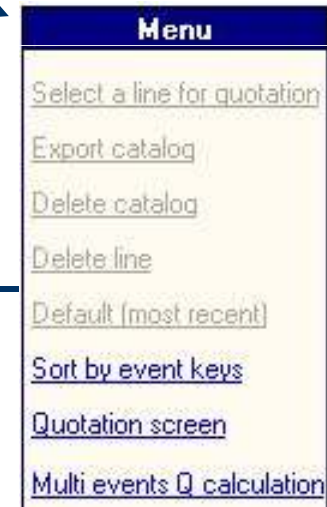 Menu
Select a line for quotation
Export catalog
Delete catalog
Delete line
Default (most recent)
Sort by event keys
Quotation screen
Multi events Q calculation